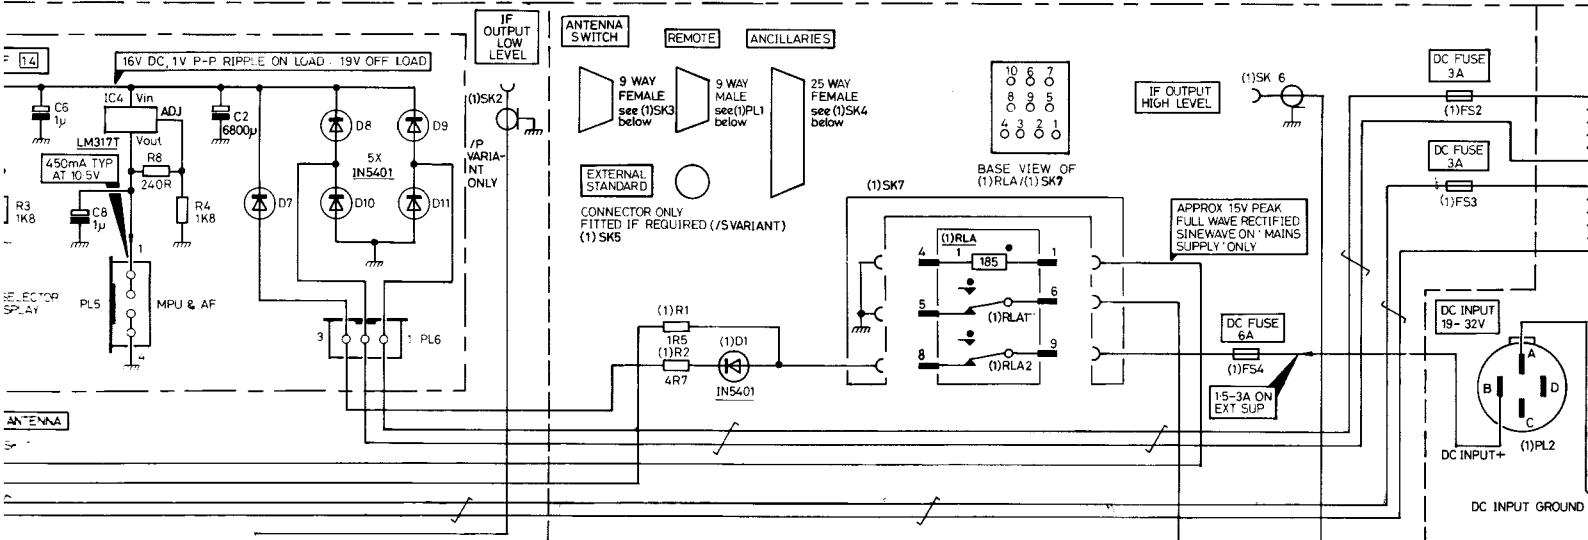 F 14
16V DC, 1V P-P RIPPLE ON LOAD - 19V OFF LOAD
IF
OUTPUT
LOW
LEVEL
ANTENNA
SWITCH
REMOTE
ANCILLARIES
C6
1µ
IC4
Vin
ADJ
LM317T
Vout
C2
6800µ
D8
D9
5X
IN5401
D7
D10
D11
450mA TYP
AT 10·5V
R8
240R
R3
1K8
C8
1µ
R4
1K8
(1)SK2
/P
VARIA-
NT
ONLY
9 WAY
FEMALE
see (1)SK3
below
9 WAY
MALE
see(1)PL1
below
25 WAY
FEMALE
see(1)SK4
below
EXTERNAL
STANDARD
CONNECTOR ONLY
FITTED IF REQUIRED (/S VARIANT)
(1) SK5
10 6 7
8 9 5
4 3 2 1
BASE VIEW OF
(1)RLA/(1)SK7
IF OUTPUT
HIGH LEVEL
(1)SK 6
DC FUSE
3A
(1)FS2
DC FUSE
3A
(1)FS3
(1)SK7
(1)RLA
4
1
185
1
5
6
(1)RLA1
8
9
(1)RLA2
APPROX 15V PEAK
FULL WAVE RECTIFIED
SINEWAVE ON 'MAINS
SUPPLY' ONLY
SELECTOR
SPLAY
PL5
1
MPU & AF
4
3
1 PL6
(1)R1
1R5
(1)R2
4R7
(1)D1
IN5401
DC FUSE
6A
(1)FS4
1·5-3A ON
EXT SUP
DC INPUT
19-32V
A
B
D
C
(1)PL2
DC INPUT+
DC INPUT GROUND
ANTENNA